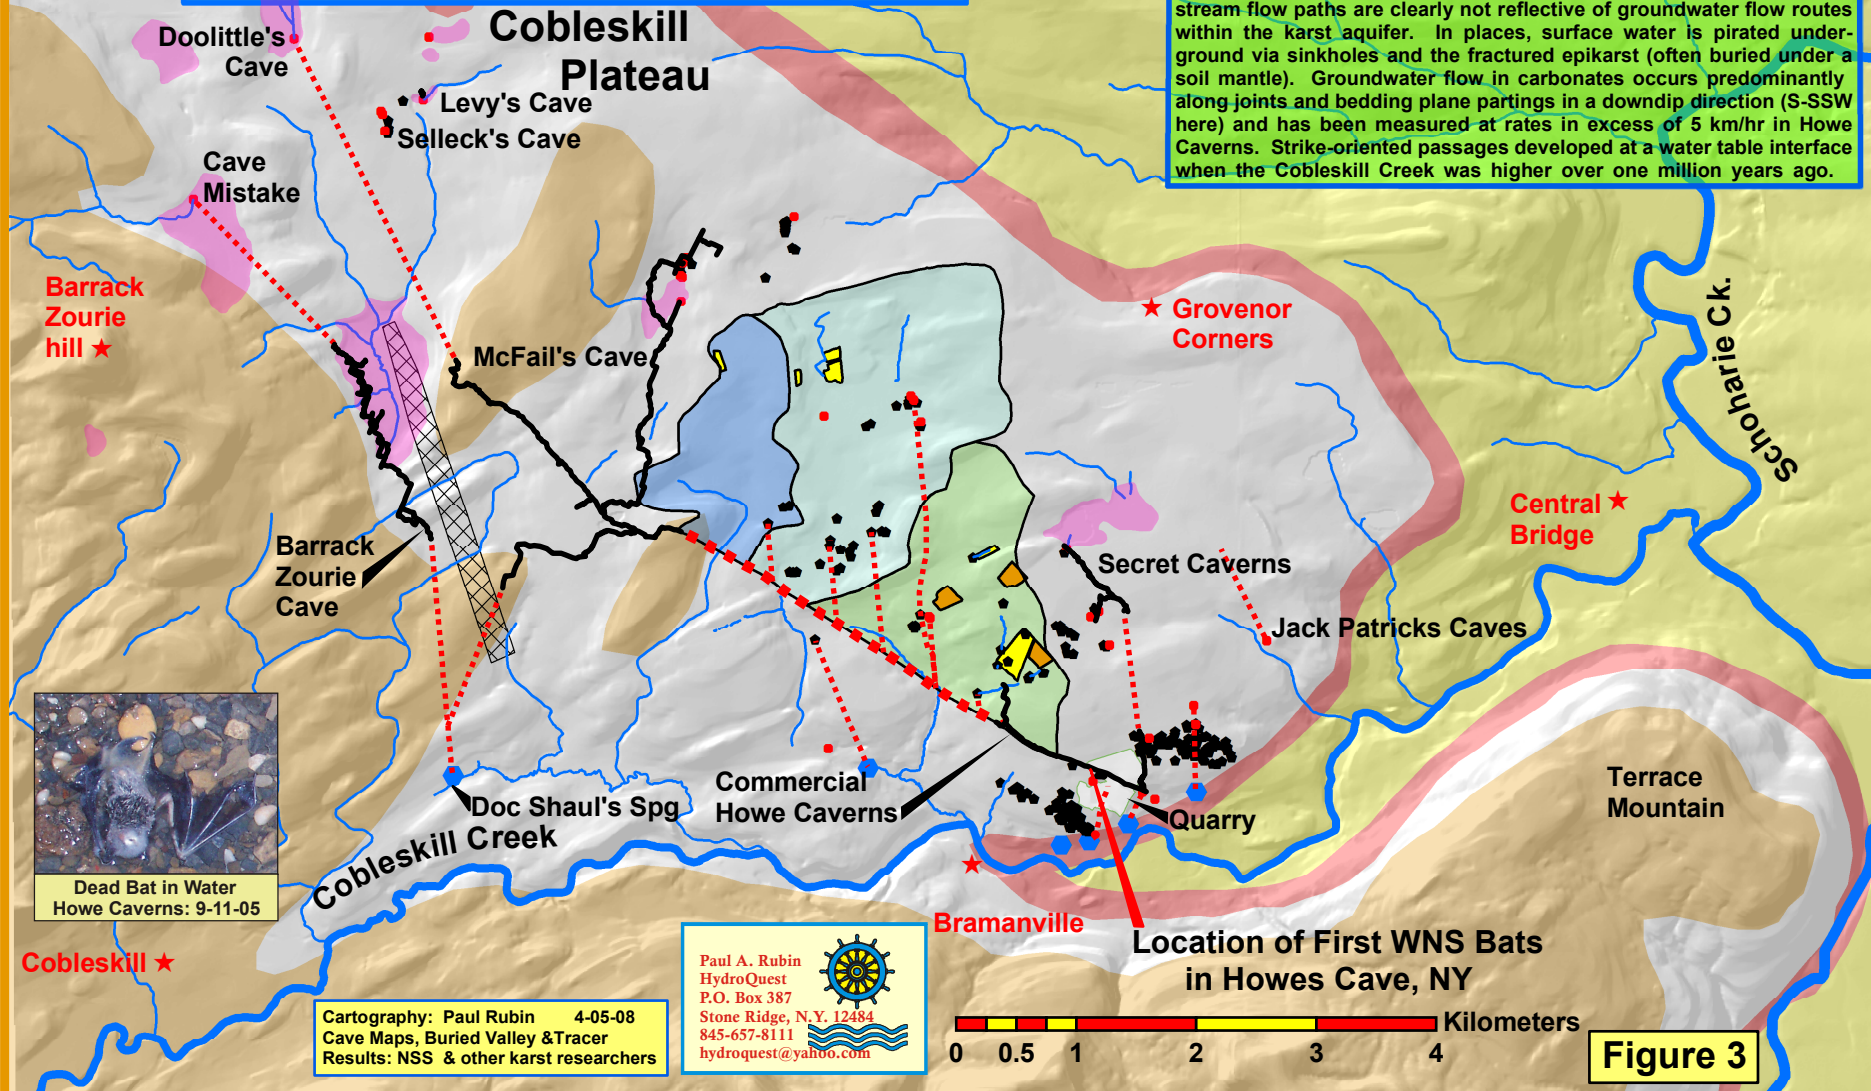 stream flow paths are clearly not reflective of groundwater flow routes
within the karst aquifer. In places, surface water is pirated under-
ground via sinkholes and the fractured epikarst (often buried under a
soil mantle). Groundwater flow in carbonates occurs predominantly
along joints and bedding plane partings in a downdip direction (S-SSW
here) and has been measured at rates in excess of 5 km/hr in Howe
Caverns. Strike-oriented passages developed at a water table interface
when the Cobleskill Creek was higher over one million years ago.
Cobleskill
Plateau
Doolittle's
Cave
Levy's Cave
Selleck's Cave
Cave
Mistake
Barrack
Zourie
hill
McFail's Cave
Grovenor
Corners
Schoharie Ck.
Central
Bridge
Barrack
Zourie
Cave
Secret Caverns
Jack Patricks Caves
Commercial
Howe Caverns
Doc Shaul's Spg
Cobleskill Creek
Quarry
Terrace
Mountain
Dead Bat in Water
Howe Caverns: 9-11-05
Bramanville
Location of First WNS Bats
in Howes Cave, NY
Cobleskill
Cartography: Paul Rubin 4-05-08
Cave Maps, Buried Valley &Tracer
Results: NSS & other karst researchers
Paul A. Rubin
HydroQuest
P.O. Box 387
Stone Ridge, N.Y. 12484
845-657-8111
hydroquest@yahoo.com
Kilometers
0 0.5 1 2 3 4
Figure 3